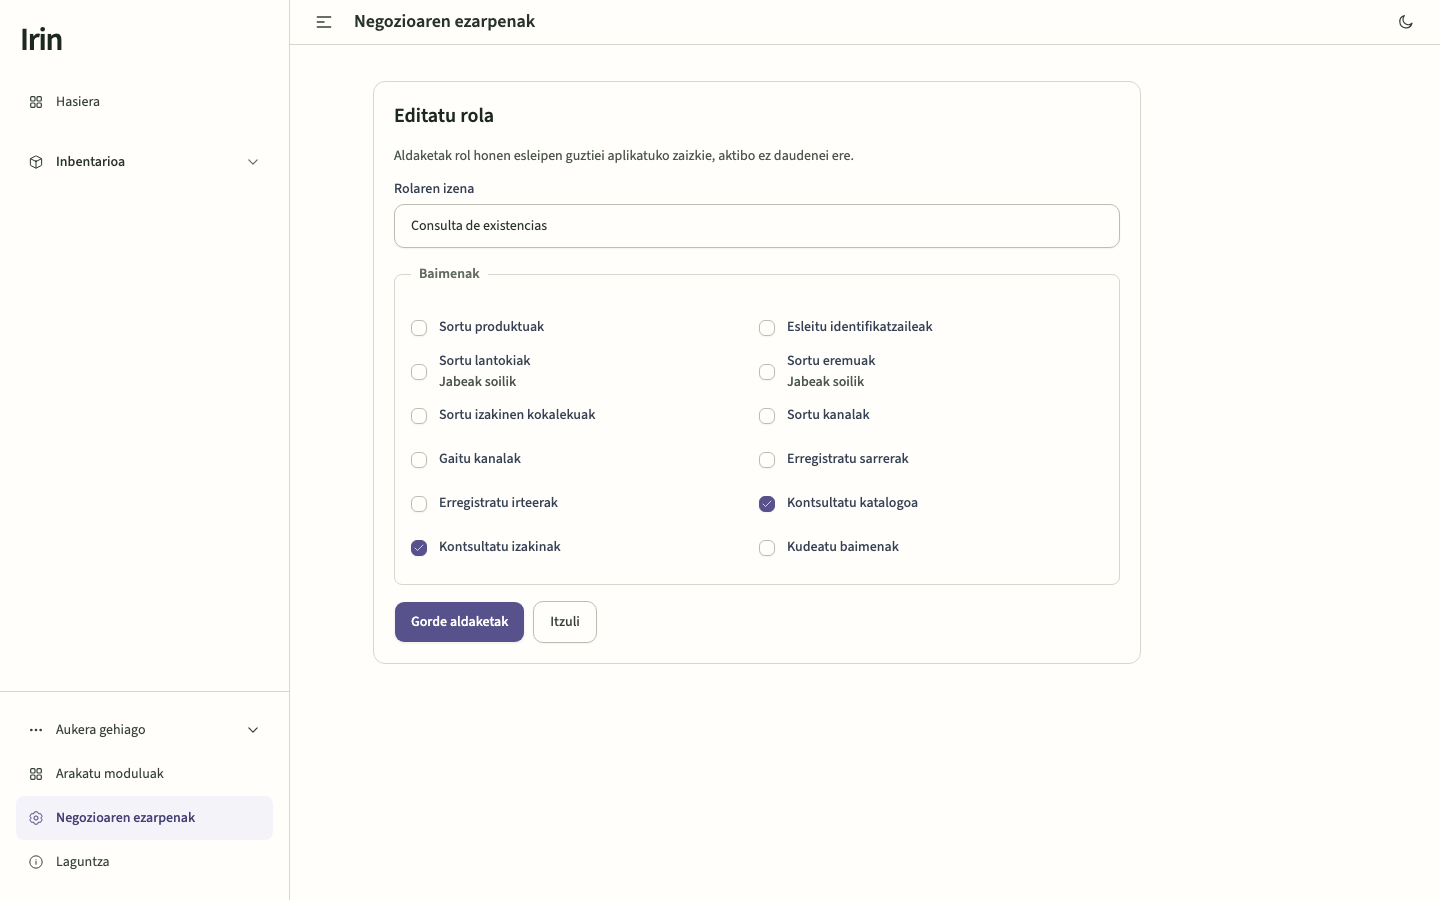 Irin
Hasiera
Inbentarioa
Aukera gehiago
Arakatu moduluak
Negozioaren ezarpenak
Laguntza
Negozioaren ezarpenak
Editatu rola
Aldaketak rol honen esleipen guztiei aplikatuko zaizkie, aktibo ez daudenei ere.
Rolaren izena
Consulta de existencias
Baimenak
Sortu produktuak
Esleitu identifikatzaileak
Sortu lantokiak
Jabeak soilik
Sortu eremuak
Jabeak soilik
Sortu izakinen kokalekuak
Sortu kanalak
Gaitu kanalak
Erregistratu sarrerak
Erregistratu irteerak
Kontsultatu katalogoa
Kontsultatu izakinak
Kudeatu baimenak
Gorde aldaketak
Itzuli